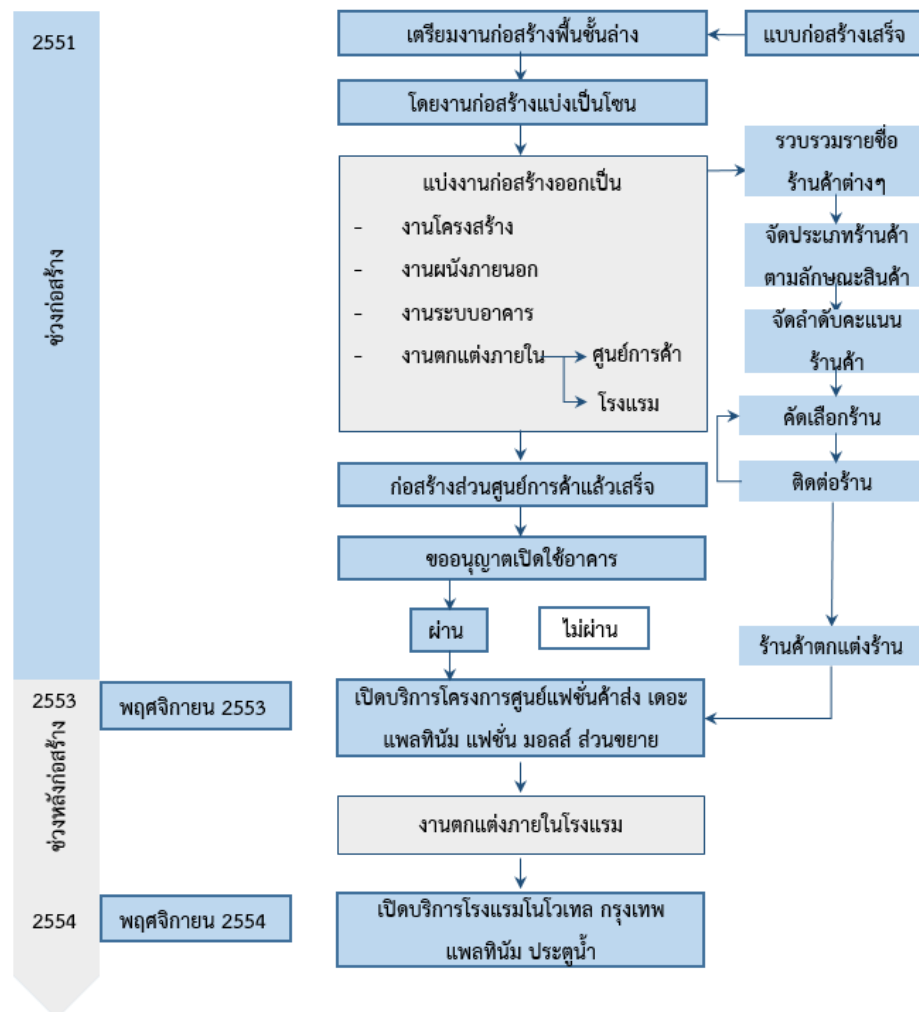 2551
เตรียมงานก่อสร้างพื้นชั้นล่าง
แบบก่อสร้างเสร็จ
โดยงานก่อสร้างแบ่งเป็นโซน
แบ่งงานก่อสร้างออกเป็น
- งานโครงสร้าง
- งานผนังภายนอก
- งานระบบอาคาร
- งานตกแต่งภายใน
ศูนย์การค้า
โรงแรม
รวบรวมรายชื่อ
ร้านค้าต่างๆ
จัดประเภทร้านค้า
ตามลักษณะสินค้า
จัดลำดับคะแนน
ร้านค้า
คัดเลือกร้าน
ติดต่อร้าน
ช่วงก่อสร้าง
ก่อสร้างส่วนศูนย์การค้าแล้วเสร็จ
ขออนุญาตเปิดใช้อาคาร
ผ่าน
ไม่ผ่าน
ร้านค้าตกแต่งร้าน
2553
พฤศจิกายน 2553
เปิดบริการโครงการศูนย์แฟชั่นค้าส่ง เดอะ
แพลทินัม แฟชั่น มอลล์ ส่วนขยาย
ช่วงหลังก่อสร้าง
งานตกแต่งภายในโรงแรม
2554
พฤศจิกายน 2554
เปิดบริการโรงแรมโนโวเทล กรุงเทพ
แพลทินัม ประตูน้ำ